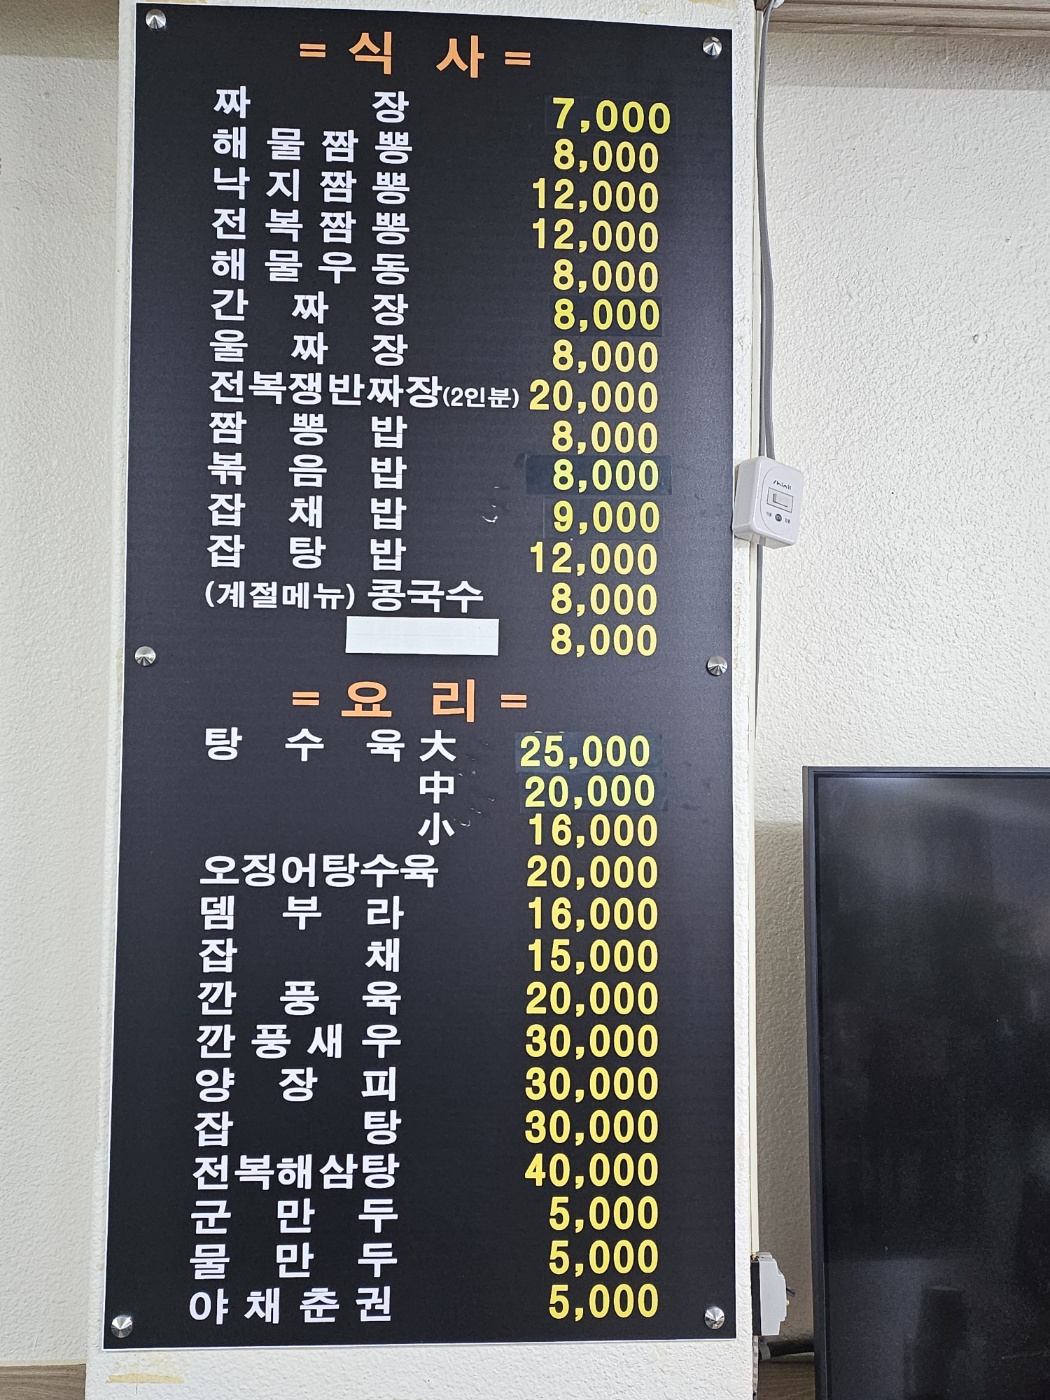 = 식 사 =
짜 장 7,000
해 물 짬 뽕 8,000
낙 지 짬 뽕 12,000
전 복 짬 뽕 12,000
해 물 우 동 8,000
간 짜 장 8,000
울 짜 장 8,000
전복쟁반짜장(2인분) 20,000
짬 뽕 밥 8,000
볶 음 밥 8,000
잡 채 밥 9,000
잡 탕 밥 12,000
(계절메뉴) 콩국수 8,000
8,000
= 요 리 =
탕 수 육 大 25,000
中 20,000
小 16,000
오징어탕수육 20,000
뎀 부 라 16,000
잡 채 15,000
깐 풍 육 20,000
깐 풍 새 우 30,000
양 장 피 30,000
잡 탕 30,000
전복해삼탕 40,000
군 만 두 5,000
물 만 두 5,000
야 채 춘 권 5,000